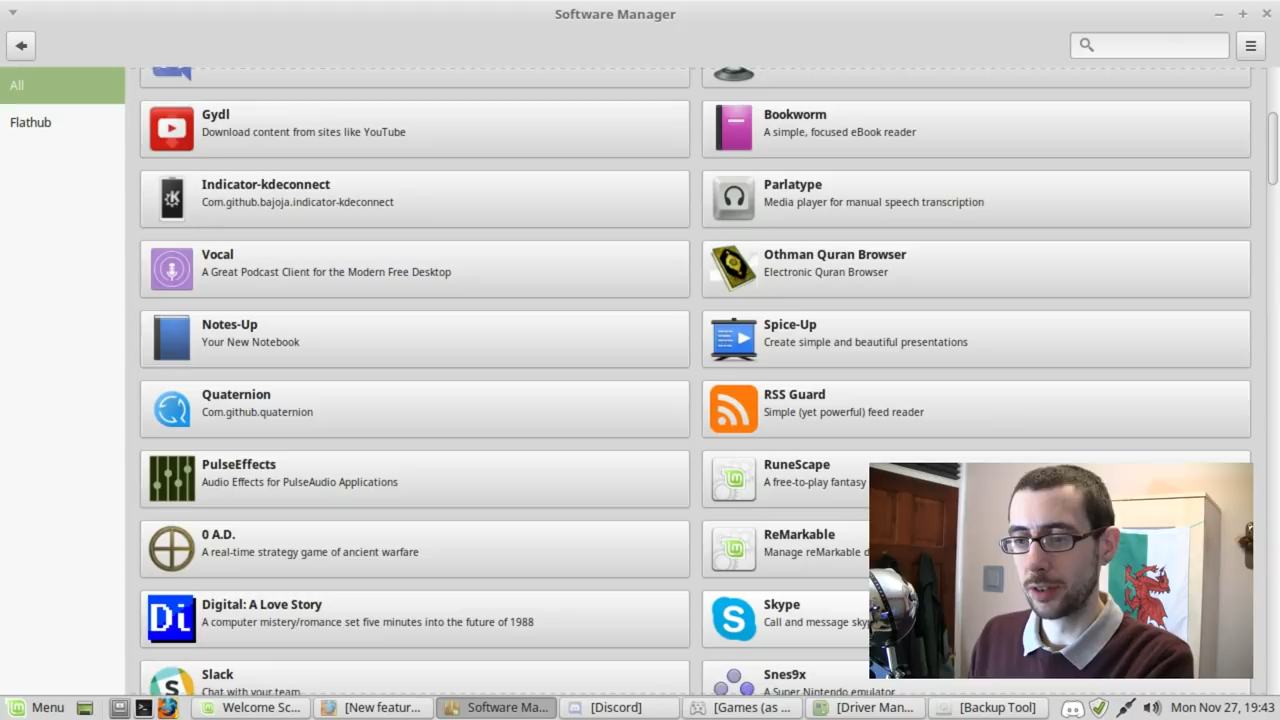 Software Manager
All
Flathub
Gydl
Download content from sites like YouTube
Bookworm
A simple, focused eBook reader
Indicator-kdeconnect
Com.github.bajoja.indicator-kdeconnect
Parlatype
Media player for manual speech transcription
Vocal
A Great Podcast Client for the Modern Free Desktop
Othman Quran Browser
Electronic Quran Browser
Notes-Up
Your New Notebook
Spice-Up
Create simple and beautiful presentations
Quaternion
Com.github.quaternion
RSS Guard
Simple (yet powerful) feed reader
PulseEffects
Audio Effects for PulseAudio Applications
RuneScape
A free-to-play fantasy
0 A.D.
A real-time strategy game of ancient warfare
ReMarkable
Manage reMarkable d
Di
Digital: A Love Story
A computer mistery/romance set five minutes into the future of 1988
S
Skype
Call and message sky
S
Slack
Chat with your team
Snes9x
A Super Nintendo emulator
Menu
Welcome Sc...
[New featur...
Software Ma...
[Discord]
[Games (as ...
[Driver Man...
[Backup Tool]
Mon Nov 27, 19:43